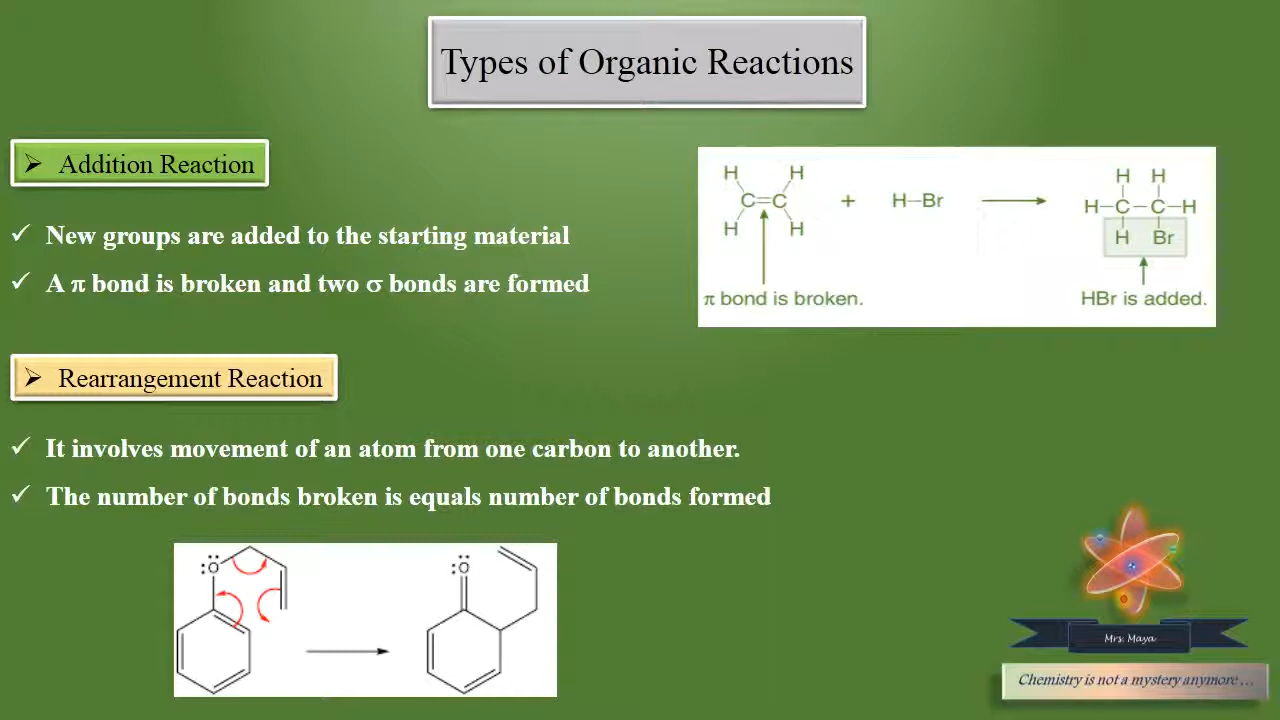 Types of Organic Reactions
➢ Addition Reaction
✓ New groups are added to the starting material
✓ A π bond is broken and two σ bonds are formed
H H H H
C=C + H–Br H–C–C–H
H H H Br
π bond is broken. HBr is added.
➢ Rearrangement Reaction
✓ It involves movement of an atom from one carbon to another.
✓ The number of bonds broken is equals number of bonds formed
:O :O
Mrs. Maya
Chemistry is not a mystery anymore ...